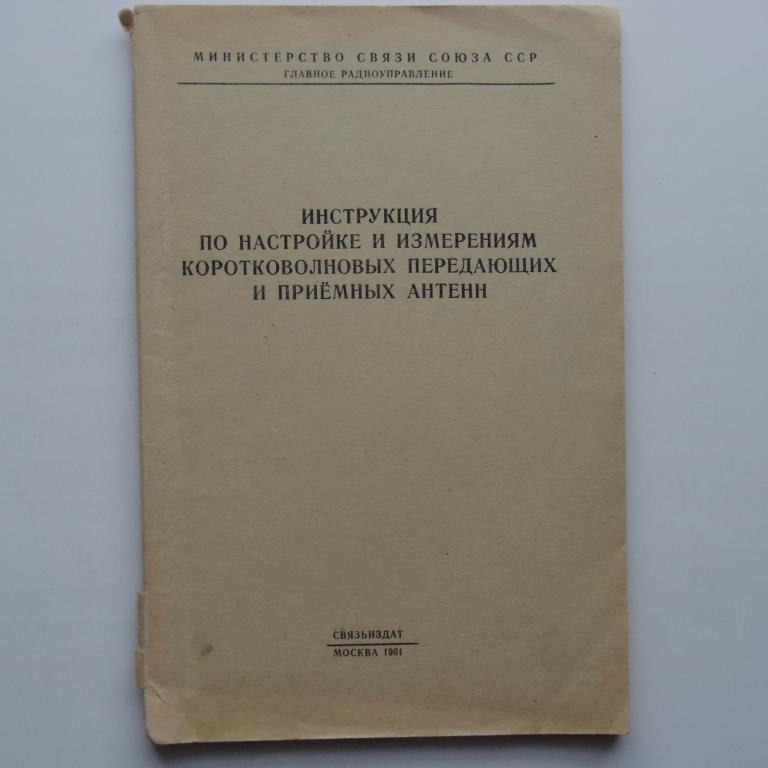 МИНИСТЕРСТВО СВЯЗИ СОЮЗА ССР
ГЛАВНОЕ РАДИОУПРАВЛЕНИЕ
ИНСТРУКЦИЯ
ПО НАСТРОЙКЕ И ИЗМЕРЕНИЯМ
КОРОТКОВОЛНОВЫХ ПЕРЕДАЮЩИХ
И ПРИЁМНЫХ АНТЕНН
СВЯЗЬИЗДАТ
МОСКВА 1961